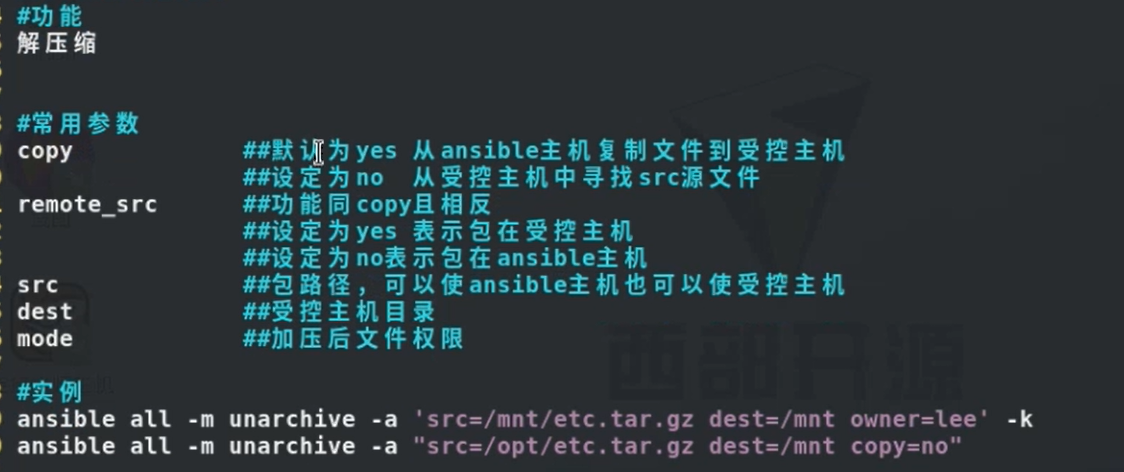 #功能
解压缩
#常用参数
copy ##默认为yes 从ansible主机复制文件到受控主机
##设定为no 从受控主机中寻找src源文件
remote_src ##功能同copy且相反
##设定为yes 表示包在受控主机
##设定为no表示包在ansible主机
src ##包路径，可以使ansible主机也可以使受控主机
dest ##受控主机目录
mode ##加压后文件权限
西部开源
#实例
ansible all -m unarchive -a 'src=/mnt/etc.tar.gz dest=/mnt owner=lee' -k
ansible all -m unarchive -a "src=/opt/etc.tar.gz dest=/mnt copy=no"